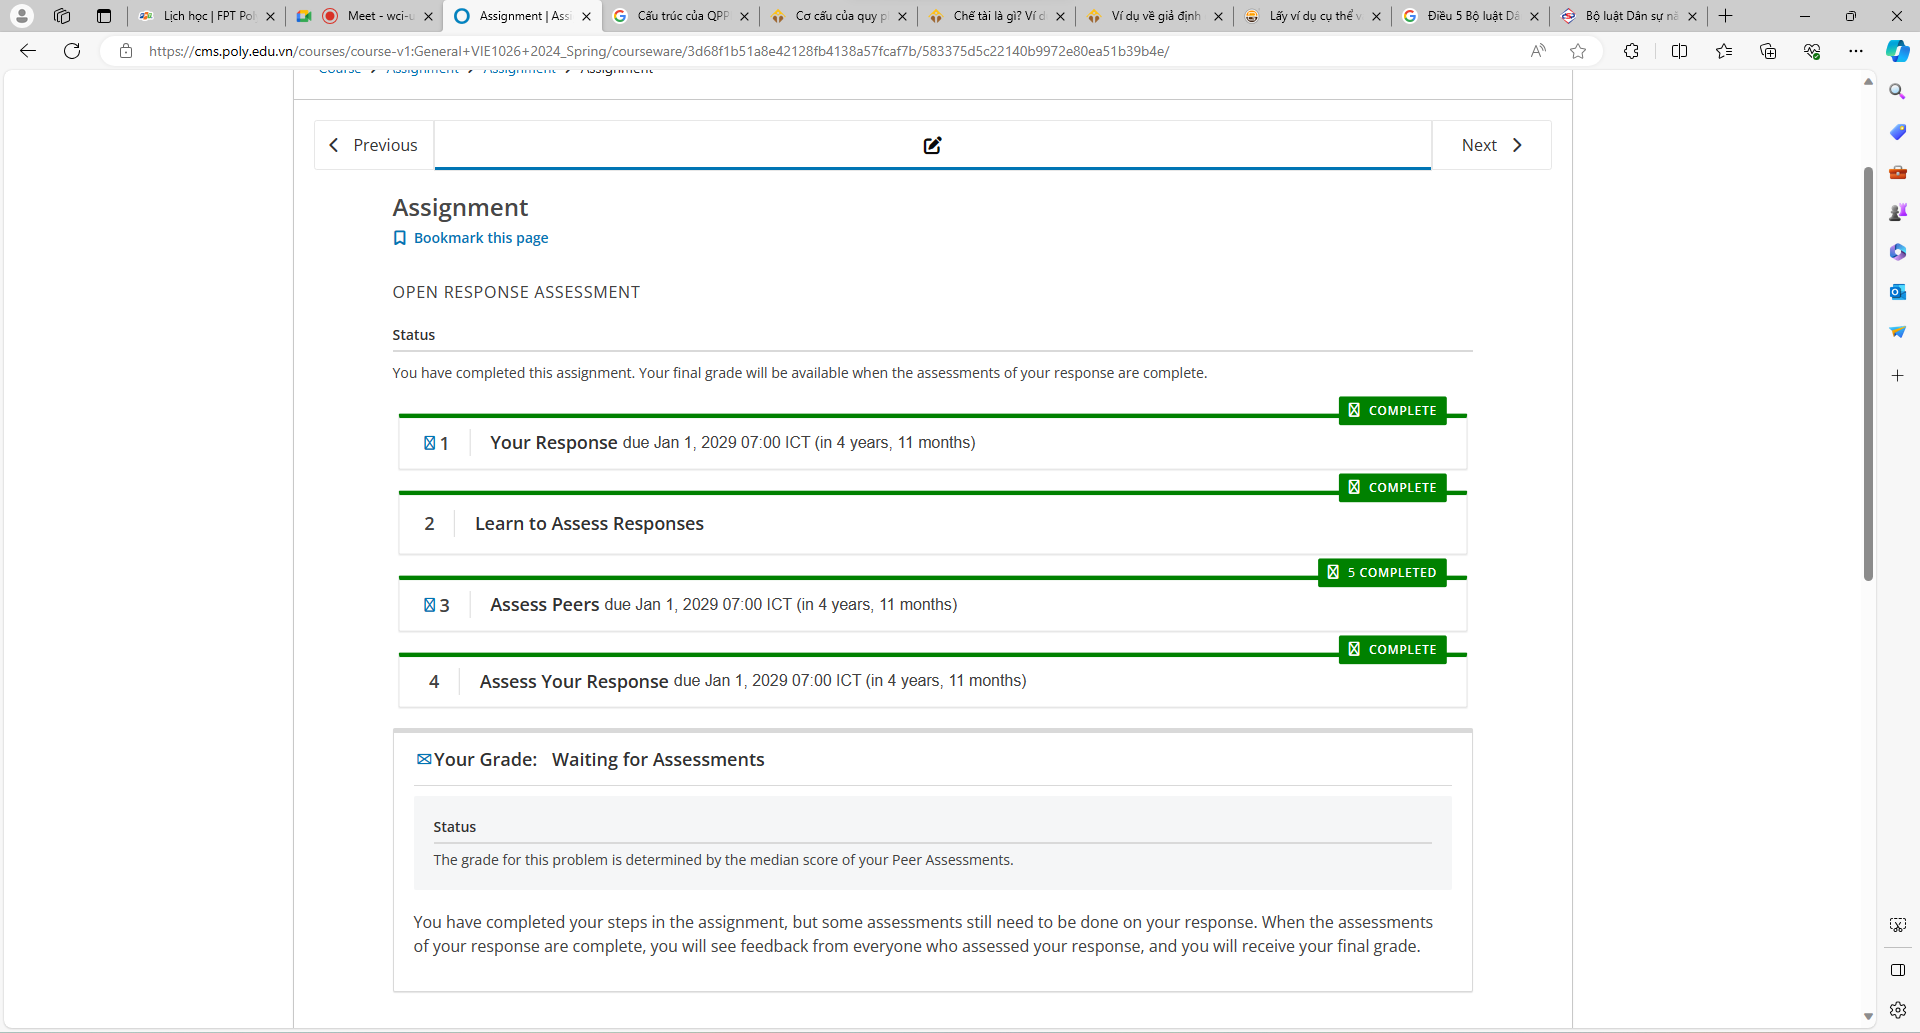 Lịch học | FPT Pol
Meet - wci-u
Assignment | Assi
Cấu trúc của QPP
Cơ cấu của quy p
Chế tài là gì? Ví d
Ví dụ về giả định
Lấy ví dụ cụ thể v
Điều 5 Bộ luật Dâ
Bộ luật Dân sự nă
https://cms.poly.edu.vn/courses/course-v1:General+VIE1026+2024_Spring/courseware/3d68f1b51a8e42128fb4138a57fcaf7b/583375d5c22140b9972e80ea51b39b4e/
Course Assignment Assignment Assignment
Previous
Next
Assignment
Bookmark this page
OPEN RESPONSE ASSESSMENT
Status
You have completed this assignment. Your final grade will be available when the assessments of your response are complete.
COMPLETE
1 Your Response due Jan 1, 2029 07:00 ICT (in 4 years, 11 months)
COMPLETE
2 Learn to Assess Responses
5 COMPLETED
3 Assess Peers due Jan 1, 2029 07:00 ICT (in 4 years, 11 months)
COMPLETE
4 Assess Your Response due Jan 1, 2029 07:00 ICT (in 4 years, 11 months)
Your Grade: Waiting for Assessments
Status
The grade for this problem is determined by the median score of your Peer Assessments.
You have completed your steps in the assignment, but some assessments still need to be done on your response. When the assessments
of your response are complete, you will see feedback from everyone who assessed your response, and you will receive your final grade.